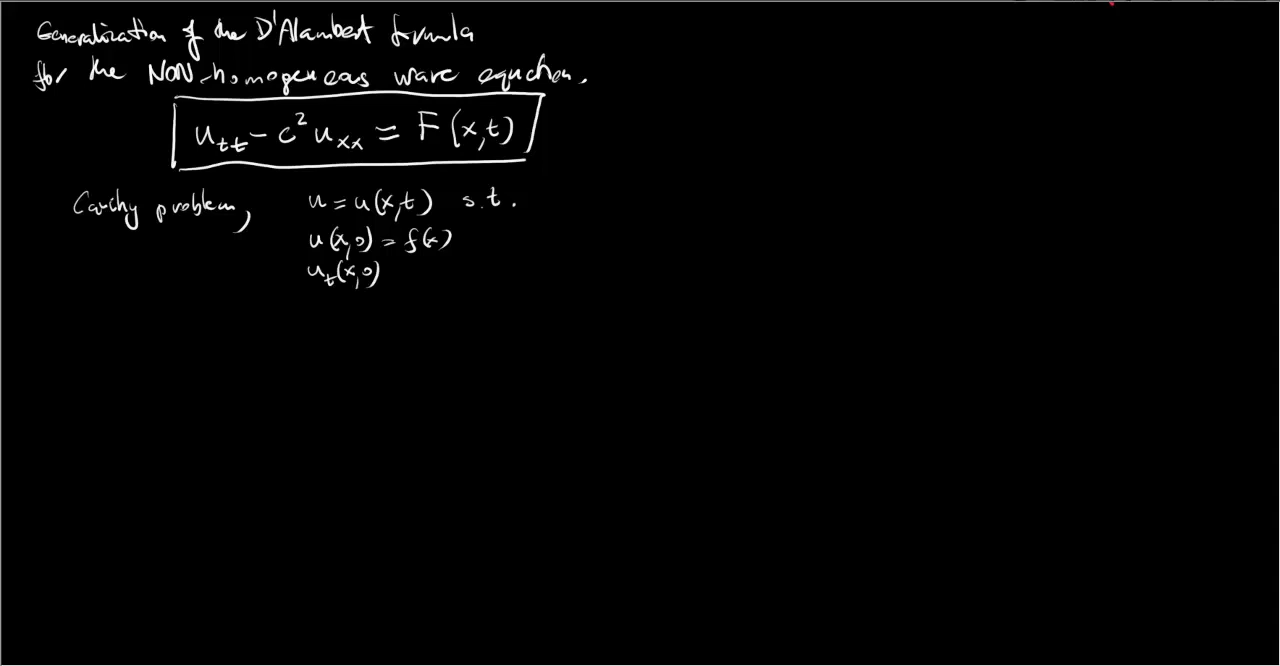 Generalization of the D'Alambert formula
for the NON-homogeneous wave equation.
u_tt - c² u_xx = F(x,t)
Cauchy problem, u = u(x,t) s.t.
u(x,0) = f(x)
u_t(x,0)